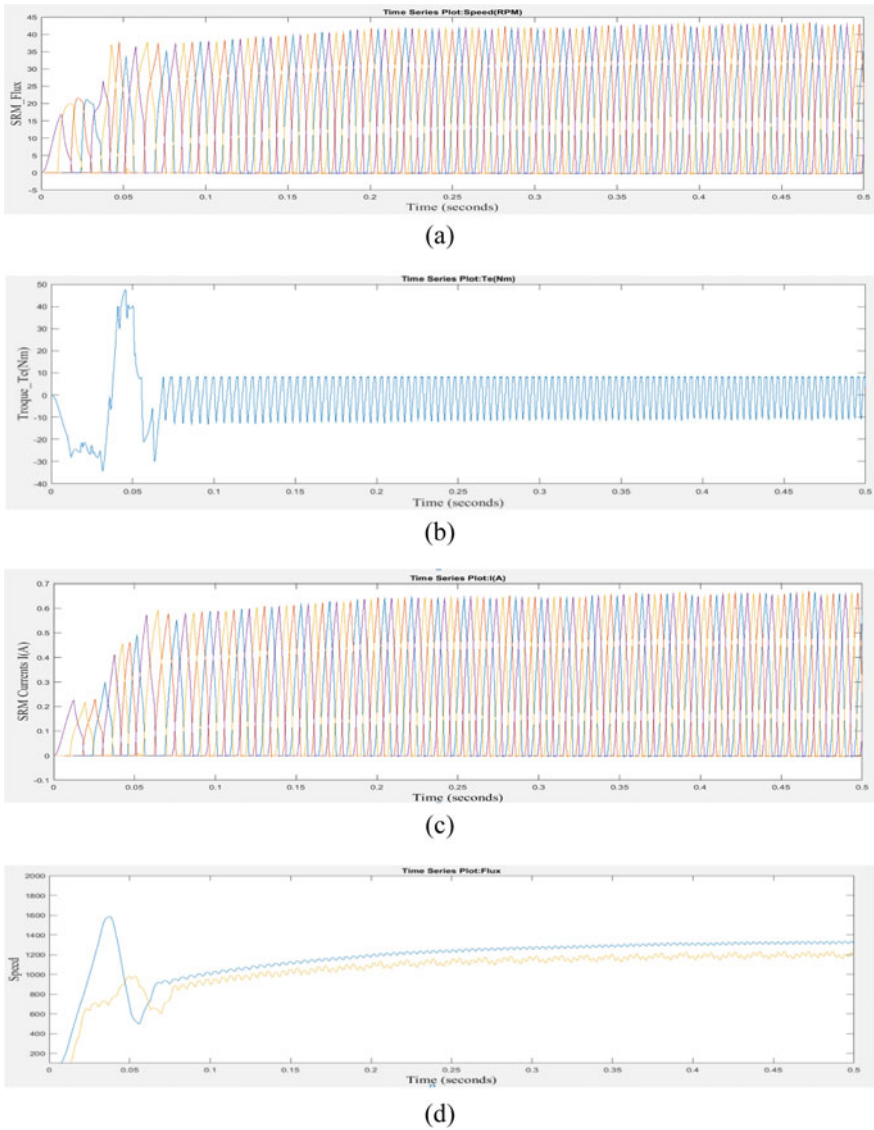 Time Series Plot:Speed(RPM)
45
40
35
30
25
20
15
10
5
0
-5
SRM_Flux
0 0.05 0.1 0.15 0.2 0.25 0.3 0.35 0.4 0.45 0.5
Time (seconds)
(a)
Time Series Plot:Te(Nm)
50
40
30
20
10
0
-10
-20
-30
-40
Troque_Te(Nm)
0 0.05 0.1 0.15 0.2 0.25 0.3 0.35 0.4 0.45 0.5
Time (seconds)
(b)
Time Series Plot:I(A)
0.7
0.6
0.5
0.4
0.3
0.2
0.1
0
-0.1
SRM Currents I(A)
0 0.05 0.1 0.15 0.2 0.25 0.3 0.35 0.4 0.45 0.5
Time (seconds)
(c)
Time Series Plot:Flux
2000
1800
1600
1400
1200
1000
800
600
400
200
Speed
0 0.05 0.1 0.15 0.2 0.25 0.3 0.35 0.4 0.45 0.5
Time (seconds)
(d)